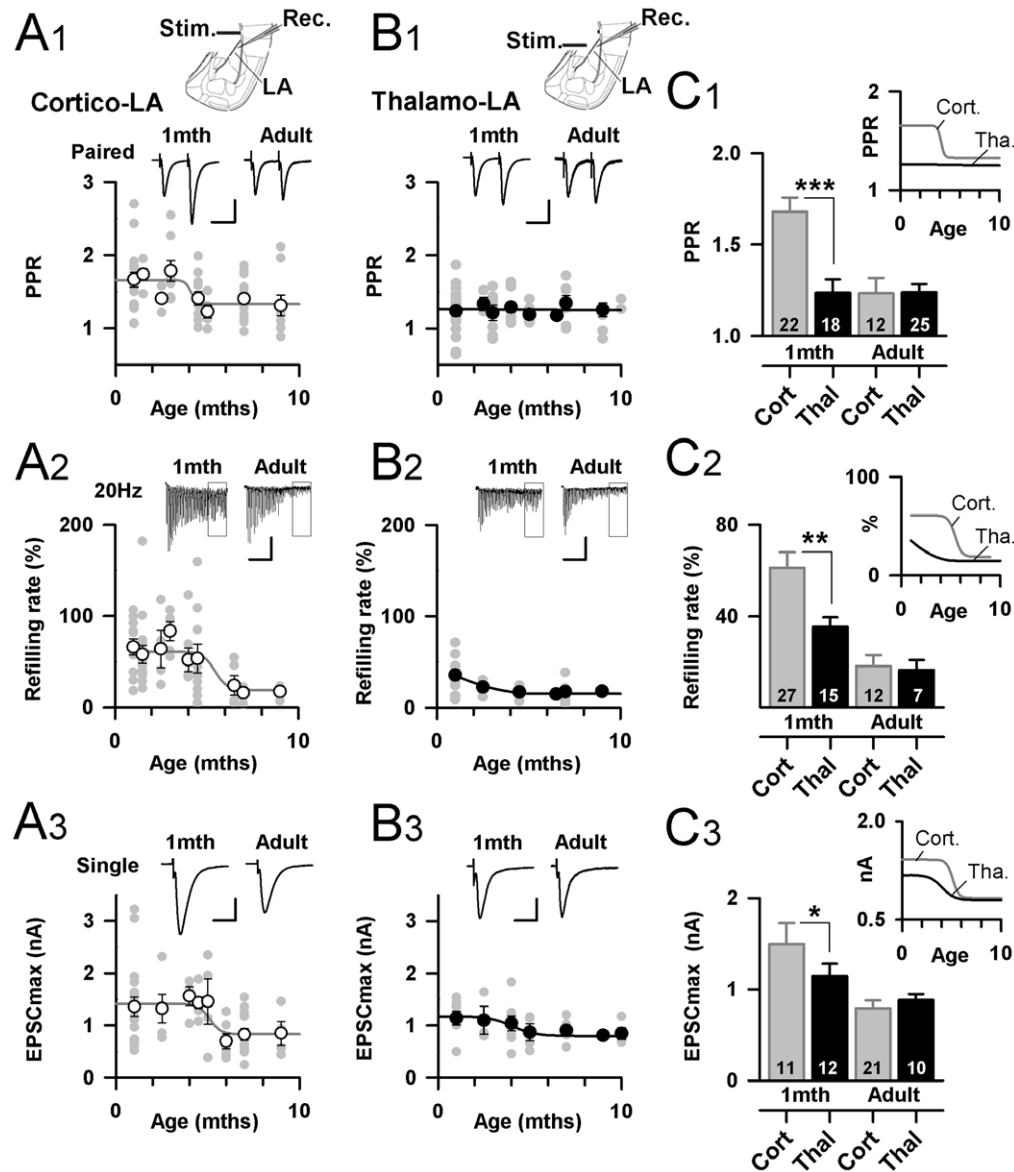 A1
Stim.
Rec.
LA
Cortico-LA
Paired
1mth
Adult
3
2
1
PPR
0
10
Age (mths)
B1
Stim.
Rec.
LA
Thalamo-LA
1mth
Adult
3
2
1
PPR
0
10
Age (mths)
C1
2
PPR
1
Cort.
Tha.
0
Age
10
2.0
1.5
1.0
PPR
***
22
18
12
25
1mth
Adult
Cort
Thal
Cort
Thal
A2
20Hz
1mth
Adult
200
100
0
Refilling rate (%)
0
10
Age (mths)
B2
1mth
Adult
200
100
0
Refilling rate (%)
0
10
Age (mths)
C2
100
%
0
Cort.
Tha.
0
Age
10
80
40
Refilling rate (%)
**
27
15
12
7
1mth
Adult
Cort
Thal
Cort
Thal
A3
Single
1mth
Adult
3
2
1
0
EPSCmax (nA)
0
10
Age (mths)
B3
1mth
Adult
3
2
1
0
EPSCmax (nA)
0
10
Age (mths)
C3
2.0
nA
0.5
Cort.
Tha.
0
Age
10
2
1
0
EPSCmax (nA)
*
11
12
21
10
1mth
Adult
Cort
Thal
Cort
Thal